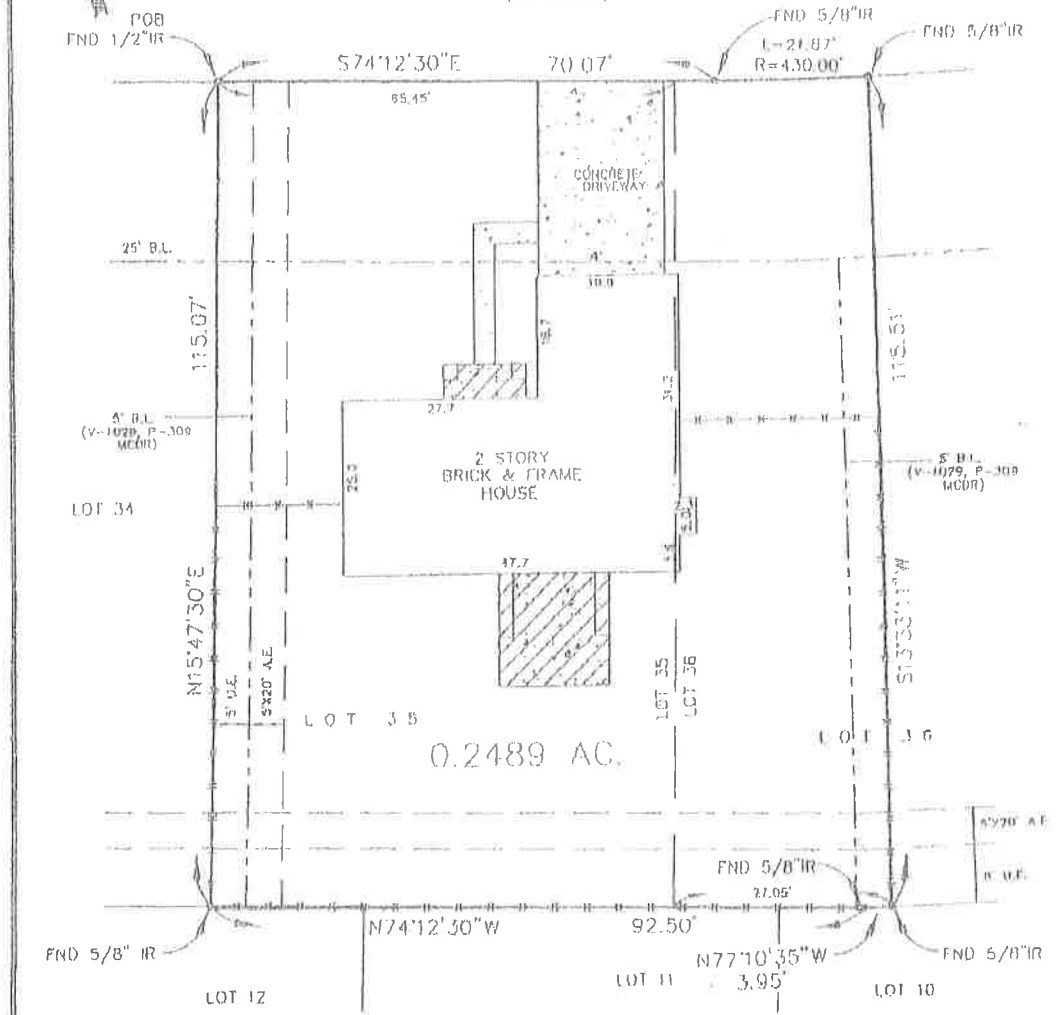 POB
FND 1/2"IR
FND 5/8"IR
FND 5/8"IR
L=21.87'
R=430.00'
S74°12'30"E 70.07'
65.45'
CONCRETE
DRIVEWAY
25' B.L.
4'
115.07'
115.51'
27.7
5' B.L.
(V-1029, P-309
MCDR)
5' B.L.
(V-1079, P-309
MCDR)
2 STORY
BRICK & FRAME
HOUSE
25.0
LOT 34
47.7
N15°47'30"E
5' U.E.
5'X20' A.E.
LOT 35
LOT 36
LOT 35
LOT 36
0.2489 AC.
5'X20' A.E.
FND 5/8"IR
27.05'
N74°12'30"W 92.50'
FND 5/8" IR
N77°10'35"W
3.95'
FND 5/8"IR
LOT 12
LOT 11
LOT 10